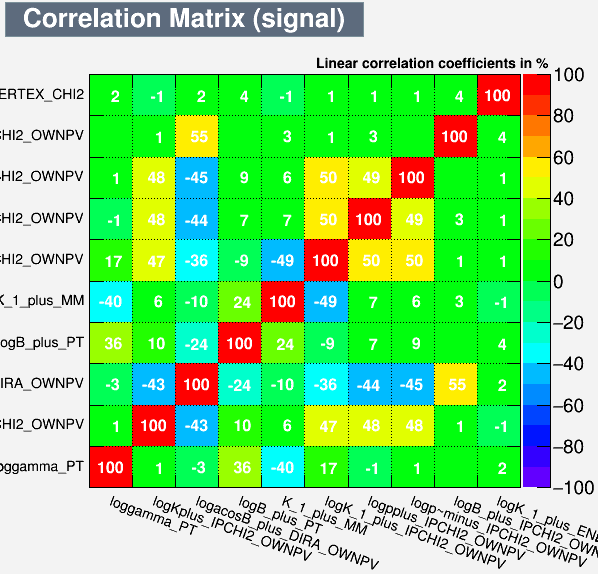 Correlation Matrix (signal)
Linear correlation coefficients in %
ERTEX_CHI2 2 -1 2 4 -1 1 1 1 4 100
CHI2_OWNPV 1 55 3 1 3 100 4
CHI2_OWNPV 1 48 -45 9 6 50 49 100 1
CHI2_OWNPV -1 48 -44 7 7 50 100 49 3 1
CHI2_OWNPV 17 47 -36 -9 -49 100 50 50 1 1
K_1_plus_MM -40 6 -10 24 100 -49 7 6 3 -1
ogB_plus_PT 36 10 -24 100 24 -9 7 9 4
DIRA_OWNPV -3 -43 100 -24 -10 -36 -44 -45 55 2
CHI2_OWNPV 1 100 -43 10 6 47 48 48 1 -1
loggamma_PT 100 1 -3 36 -40 17 -1 1 2
100
80
60
40
20
0
−20
−40
−60
−80
−100
loggamma_PT
logKplus_IPCHI2_OWNPV
logacosB_plus_DIRA_OWNPV
logB_plus_PT
K_1_plus_MM
logK_1_plus_IPCHI2_OWNPV
logpplus_IPCHI2_OWNPV
logp~minus_IPCHI2_OWNPV
logB_plus_IPCHI2_OWN
logK_1_plus_EN